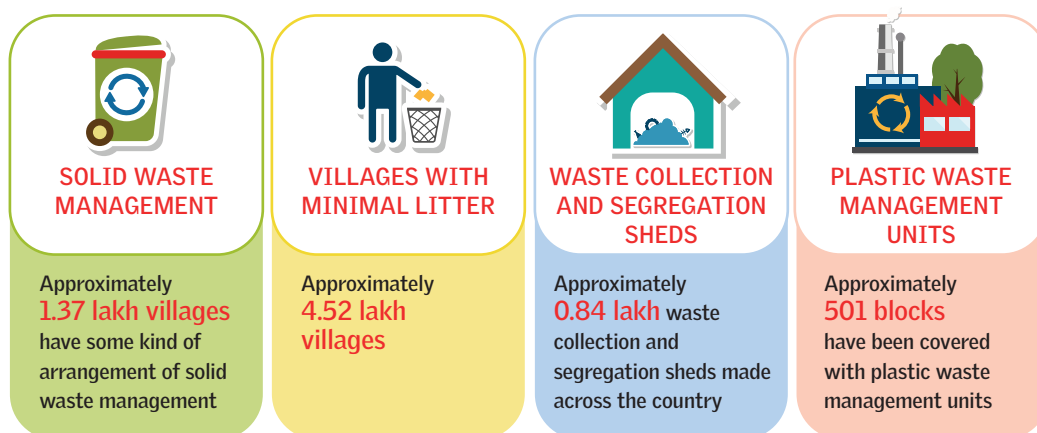 SOLID WASTE
MANAGEMENT
Approximately
1.37 lakh villages
have some kind of
arrangement of solid
waste management
VILLAGES WITH
MINIMAL LITTER
Approximately
4.52 lakh
villages
WASTE COLLECTION
AND SEGREGATION
SHEDS
Approximately
0.84 lakh waste
collection and
segregation sheds made
across the country
PLASTIC WASTE
MANAGEMENT
UNITS
Approximately
501 blocks
have been covered
with plastic waste
management units